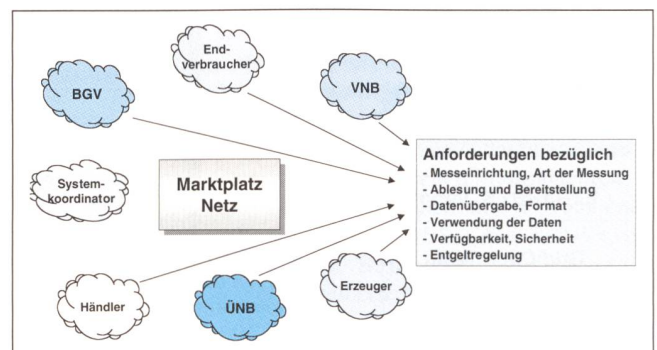 End-
verbraucher
BGV
VNB
System-
koordinator
Marktplatz
Netz
Anforderungen bezüglich
- Messeinrichtung, Art der Messung
- Ablesung und Bereitstellung
- Datenübergabe, Format
- Verwendung der Daten
- Verfügbarkeit, Sicherheit
- Entgeltregelung
Händler
ÜNB
Erzeuger